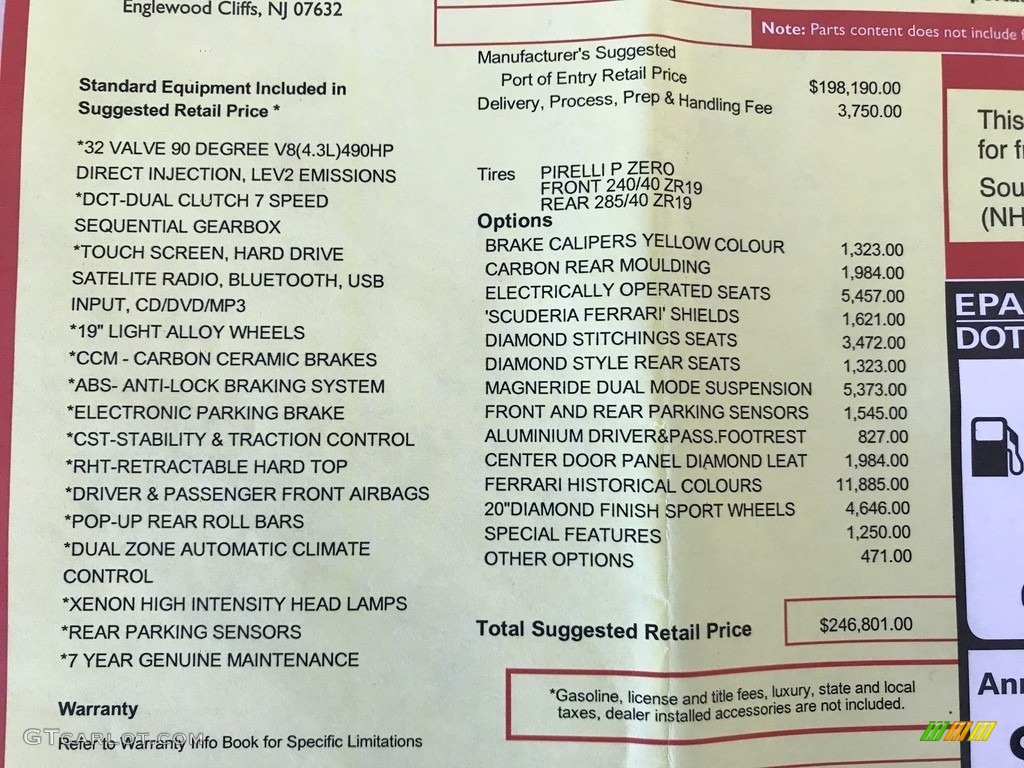 Englewood Cliffs, NJ 07632
Note: Parts content does not include
Standard Equipment Included in
Suggested Retail Price *
*32 VALVE 90 DEGREE V8(4.3L)490HP
DIRECT INJECTION, LEV2 EMISSIONS
*DCT-DUAL CLUTCH 7 SPEED
SEQUENTIAL GEARBOX
*TOUCH SCREEN, HARD DRIVE
SATELITE RADIO, BLUETOOTH, USB
INPUT, CD/DVD/MP3
*19" LIGHT ALLOY WHEELS
*CCM - CARBON CERAMIC BRAKES
*ABS- ANTI-LOCK BRAKING SYSTEM
*ELECTRONIC PARKING BRAKE
*CST-STABILITY & TRACTION CONTROL
*RHT-RETRACTABLE HARD TOP
*DRIVER & PASSENGER FRONT AIRBAGS
*POP-UP REAR ROLL BARS
*DUAL ZONE AUTOMATIC CLIMATE
CONTROL
*XENON HIGH INTENSITY HEAD LAMPS
*REAR PARKING SENSORS
*7 YEAR GENUINE MAINTENANCE
Warranty
Refer to Warranty Info Book for Specific Limitations
GTcarlot.com
Manufacturer's Suggested
Port of Entry Retail Price $198,190.00
Delivery, Process, Prep & Handling Fee 3,750.00
Tires PIRELLI P ZERO
FRONT 240/40 ZR19
REAR 285/40 ZR19
Options
BRAKE CALIPERS YELLOW COLOUR 1,323.00
CARBON REAR MOULDING 1,984.00
ELECTRICALLY OPERATED SEATS 5,457.00
'SCUDERIA FERRARI' SHIELDS 1,621.00
DIAMOND STITCHINGS SEATS 3,472.00
DIAMOND STYLE REAR SEATS 1,323.00
MAGNERIDE DUAL MODE SUSPENSION 5,373.00
FRONT AND REAR PARKING SENSORS 1,545.00
ALUMINIUM DRIVER&PASS.FOOTREST 827.00
CENTER DOOR PANEL DIAMOND LEAT 1,984.00
FERRARI HISTORICAL COLOURS 11,885.00
20"DIAMOND FINISH SPORT WHEELS 4,646.00
SPECIAL FEATURES 1,250.00
OTHER OPTIONS 471.00
Total Suggested Retail Price $246,801.00
*Gasoline, license and title fees, luxury, state and local
taxes, dealer installed accessories are not included.
This
for f
Sou
(NH
EPA
DOT
Ann